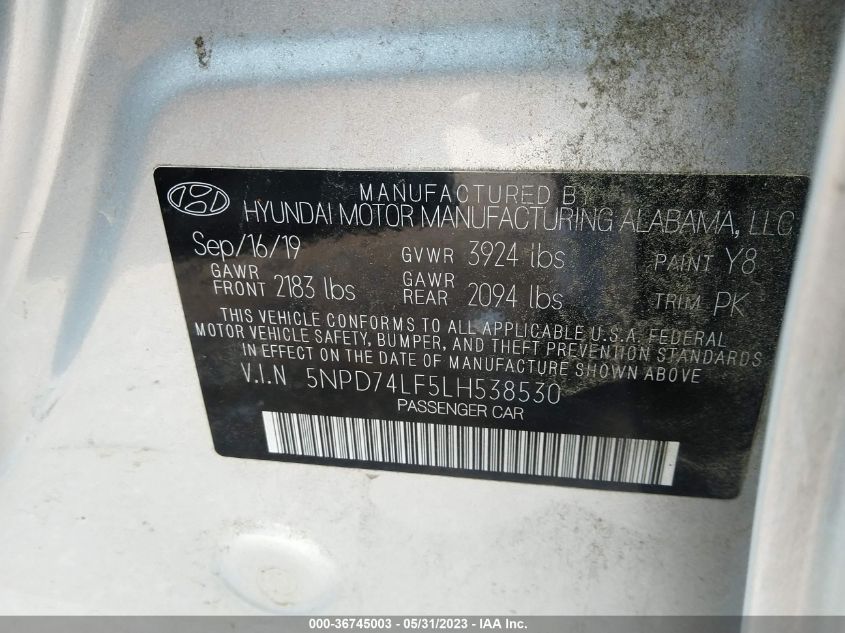 MANUFACTURED B
HYUNDAI MOTOR MANUFACTURING ALABAMA, LLC
Sep/16/19 GVWR 3924 lbs PAINT Y8
GAWR FRONT 2183 lbs GAWR REAR 2094 lbs TRIM PK
THIS VEHICLE CONFORMS TO ALL APPLICABLE U.S.A. FEDERAL
MOTOR VEHICLE SAFETY, BUMPER, AND THEFT PREVENTION STANDARDS
IN EFFECT ON THE DATE OF MANUFACTURE SHOWN ABOVE.
V.I.N 5NPD74LF5LH538530
PASSENGER CAR
000-36745003 - 05/31/2023 - IAA Inc.